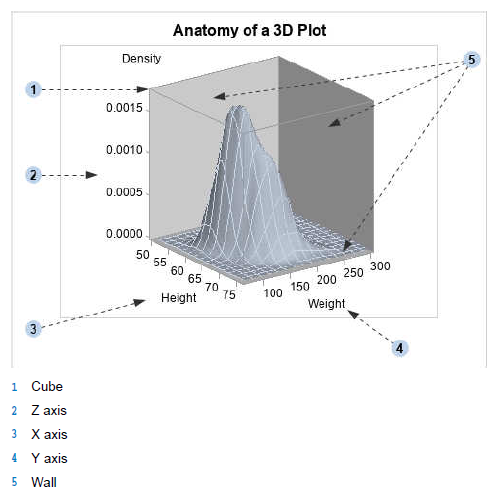 Anatomy of a 3D Plot
Density
5
1
0.0015
0.0010
2
0.0005
0.0000
50
55
60
65
70
75
100
150
200
250
300
Height
Weight
3
4
1 Cube
2 Z axis
3 X axis
4 Y axis
5 Wall